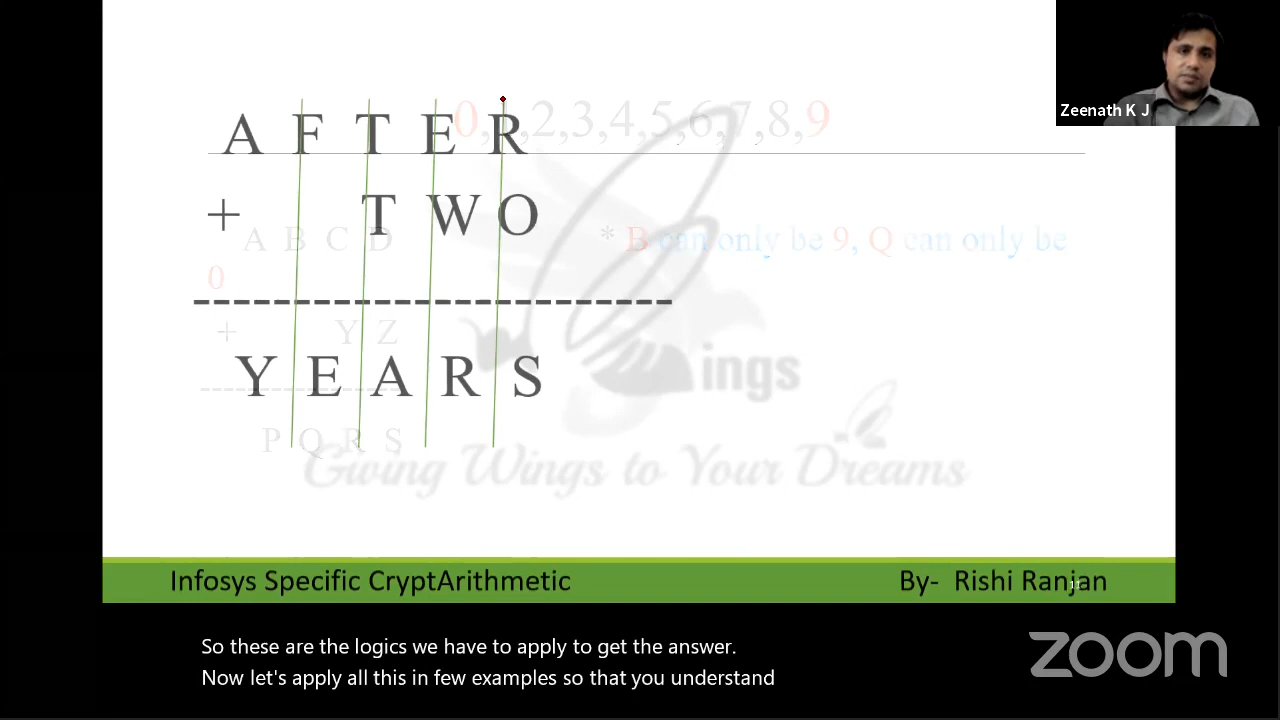 0,1,2,3,4,5,6,7,8,9
A F T E R
+ T W O
A B C D * B can only be 9, Q can only be
0
--------------------
+ Y Z
Y E A R S
--------------------
P Q R S
ings
Giving Wings to Your Dreams
Zeenath K J
Infosys Specific CryptArithmetic By- Rishi Ranjan
So these are the logics we have to apply to get the answer.
Now let's apply all this in few examples so that you understand
zoom